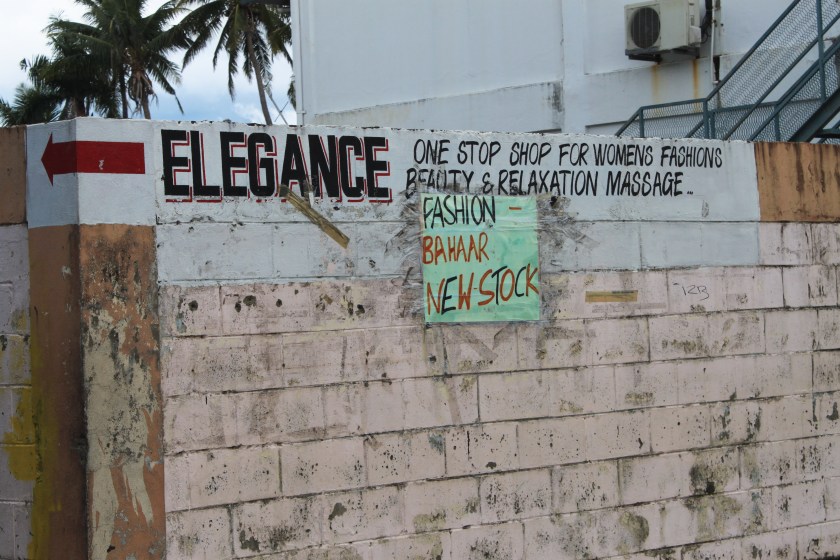 ELEGANCE
ONE STOP SHOP FOR WOMENS FASHIONS
BEAUTY & RELAXATION MASSAGE...
FASHION -
BAHAAR
NEW-STOCK